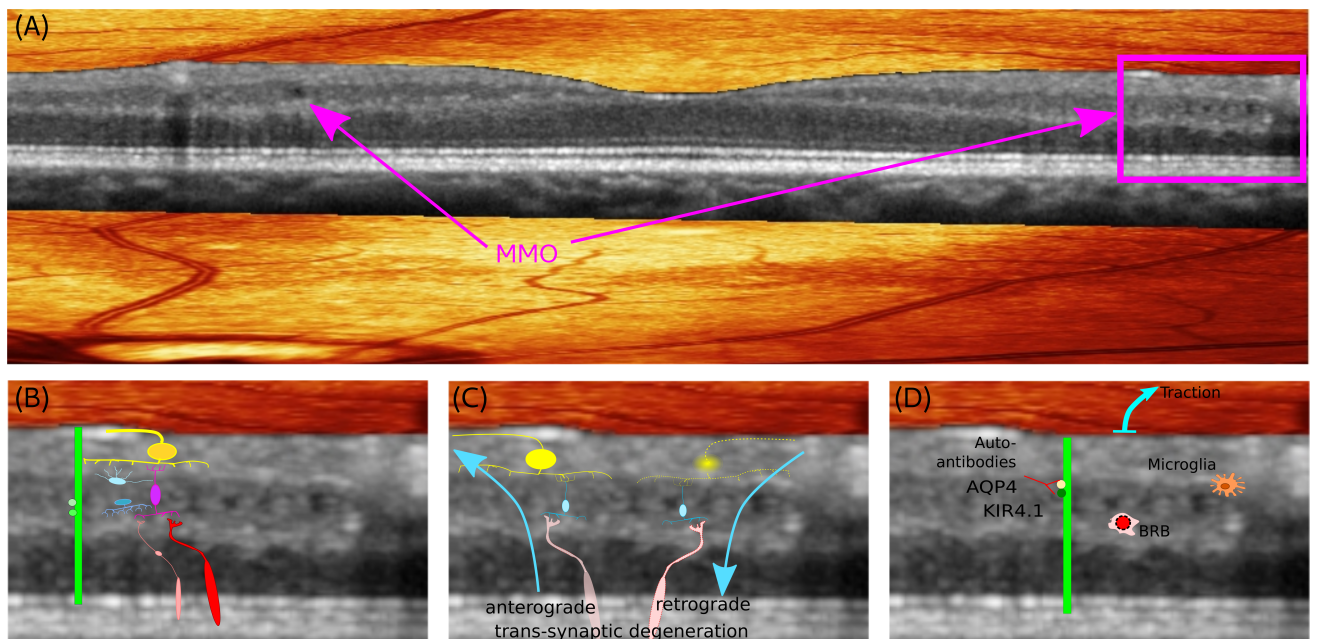 (A)
MMO
(B)
(C)
anterograde
retrograde
trans-synaptic degeneration
(D)
Traction
Auto-
antibodies
Microglia
AQP4
KIR4.1
BRB